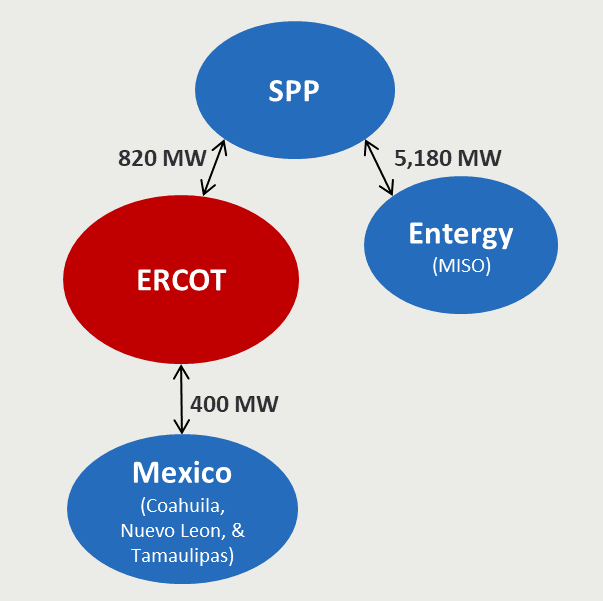 SPP
820 MW
5,180 MW
Entergy
(MISO)
ERCOT
400 MW
Mexico
(Coahuila,
Nuevo Leon, &
Tamaulipas)